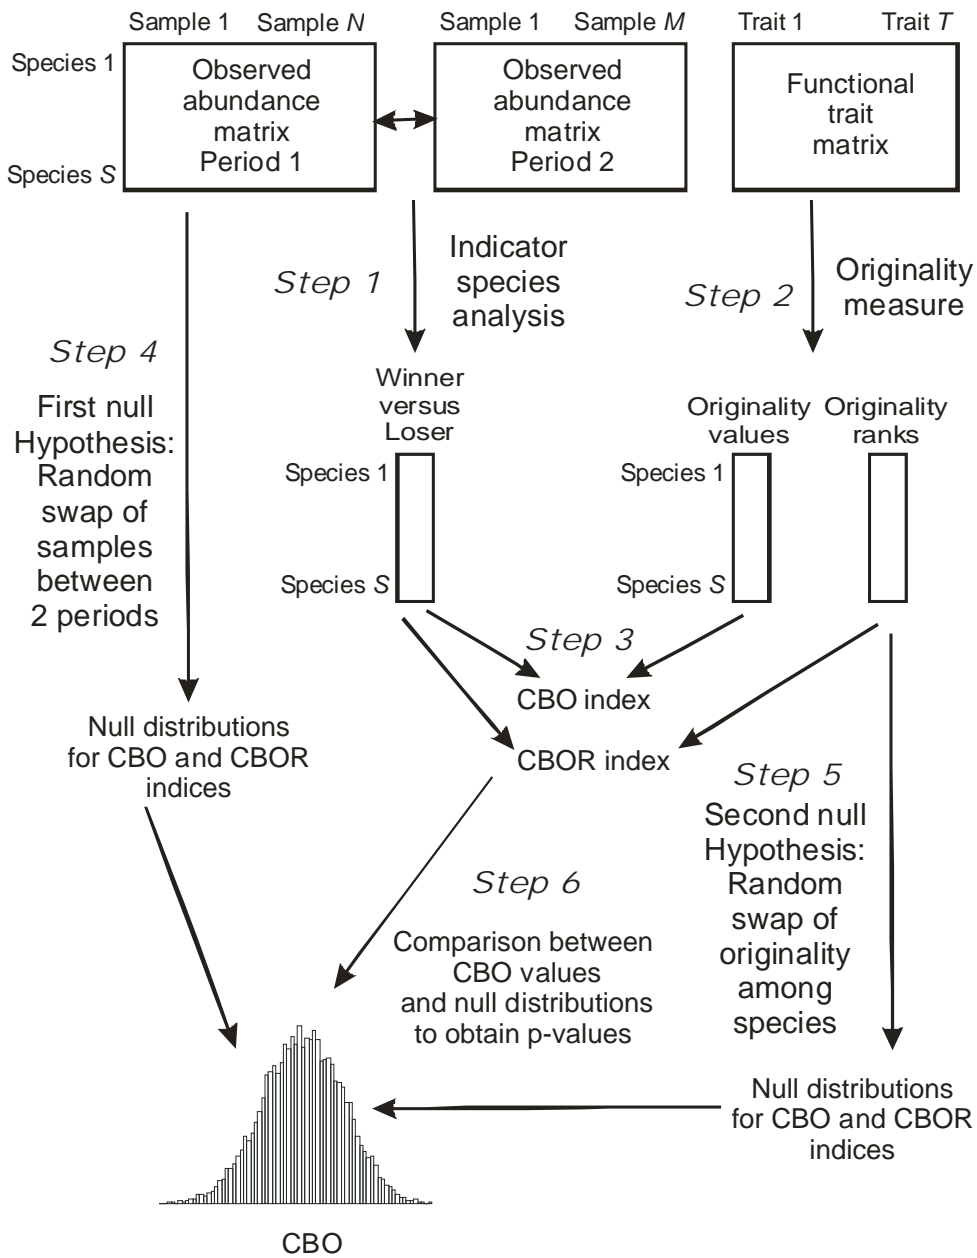 Sample 1 Sample N
Sample 1 Sample M
Trait 1 Trait T
Species 1
Species S
Observed
abundance
matrix
Period 1
Observed
abundance
matrix
Period 2
Functional
trait
matrix
Step 1
Indicator
species
analysis
Step 2
Originality
measure
Step 4
First null
Hypothesis:
Random
swap of
samples
between
2 periods
Winner
versus
Loser
Species 1
Species S
Originality
values
Originality
ranks
Species 1
Species S
Step 3
CBO index
CBOR index
Null distributions
for CBO and CBOR
indices
Step 5
Second null
Hypothesis:
Random
swap of
originality
among
species
Step 6
Comparison between
CBO values
and null distributions
to obtain p-values
Null distributions
for CBO and CBOR
indices
CBO